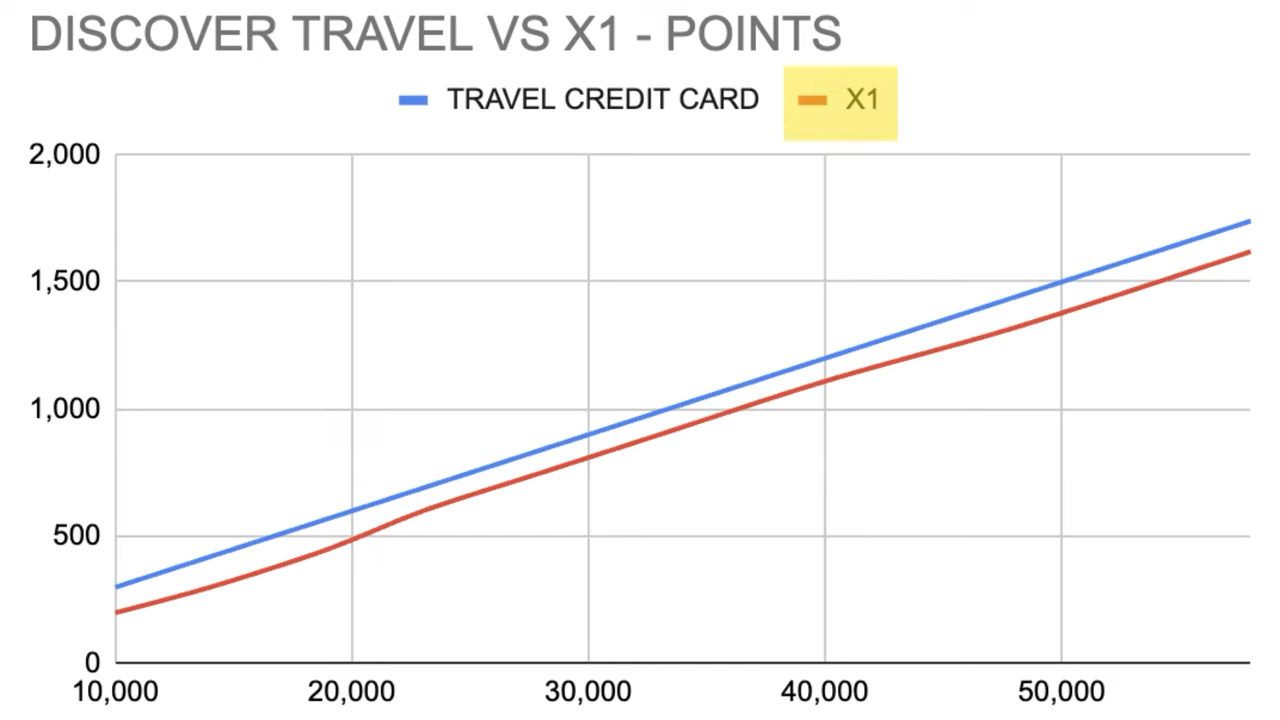 DISCOVER TRAVEL VS X1 - POINTS
TRAVEL CREDIT CARD X1
2,000
1,500
1,000
500
0
10,000 20,000 30,000 40,000 50,000